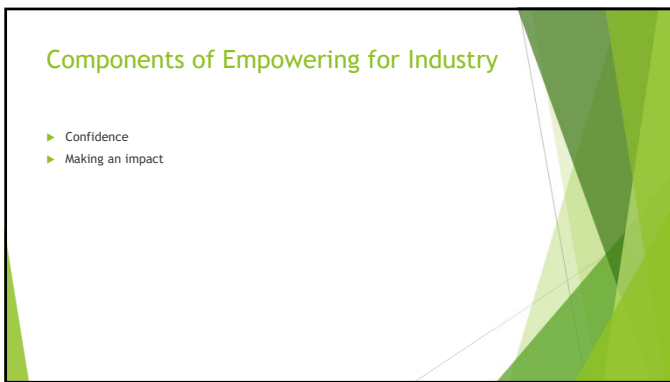 Components of Empowering for Industry
Confidence
Making an impact